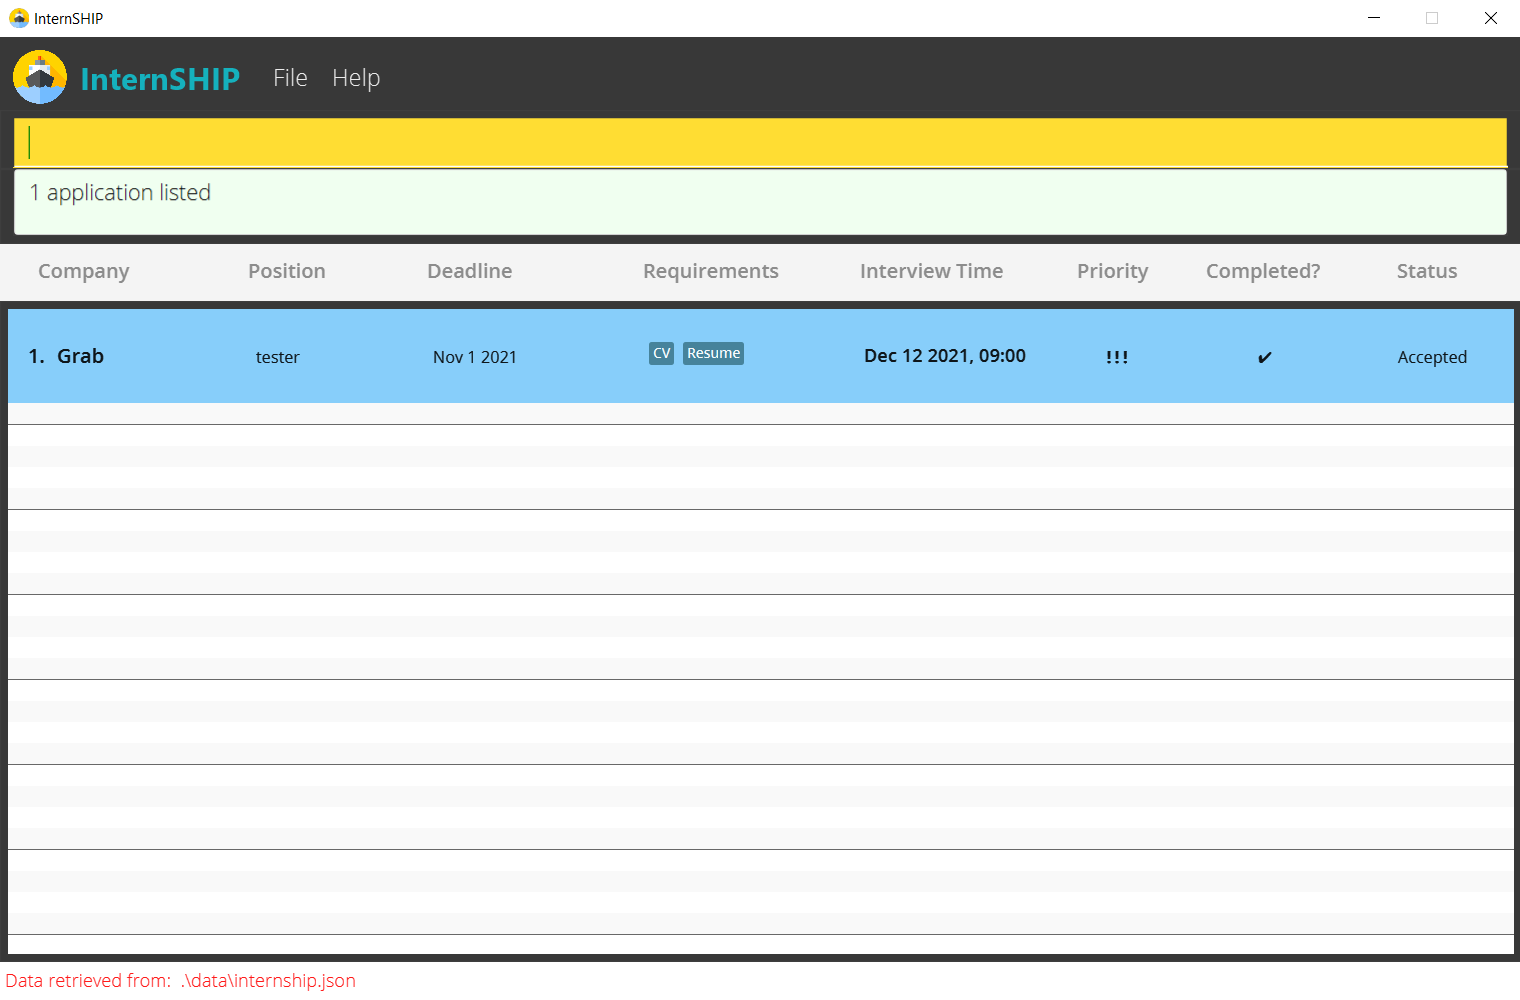 InternSHIP
InternSHIP File Help
1 application listed
Company Position Deadline Requirements Interview Time Priority Completed? Status
1. Grab tester Nov 1 2021 CV Resume Dec 12 2021, 09:00 !!! ✔ Accepted
Data retrieved from: .\data\internship.json